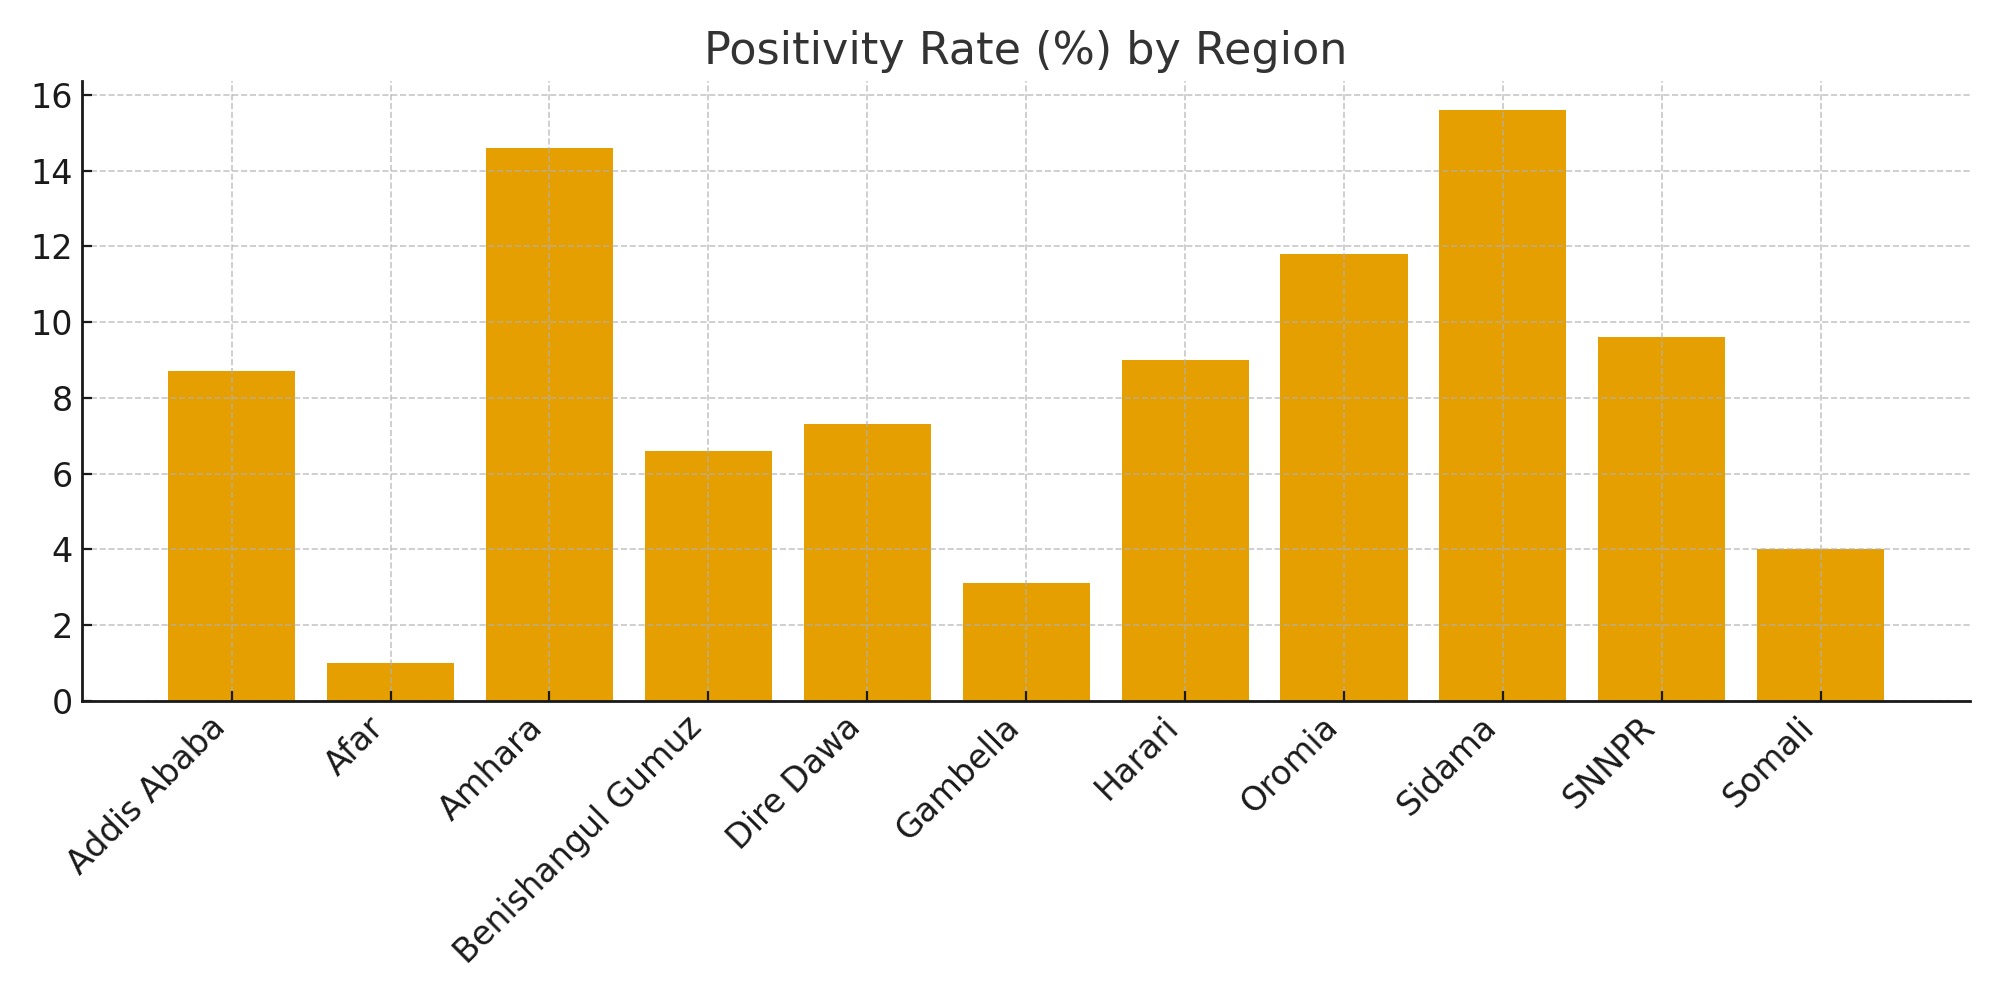 Positivity Rate (%) by Region
16
14
12
10
8
6
4
2
0
Addis Ababa
Afar
Amhara
Benishangul Gumuz
Dire Dawa
Gambella
Harari
Oromia
Sidama
SNNPR
Somali